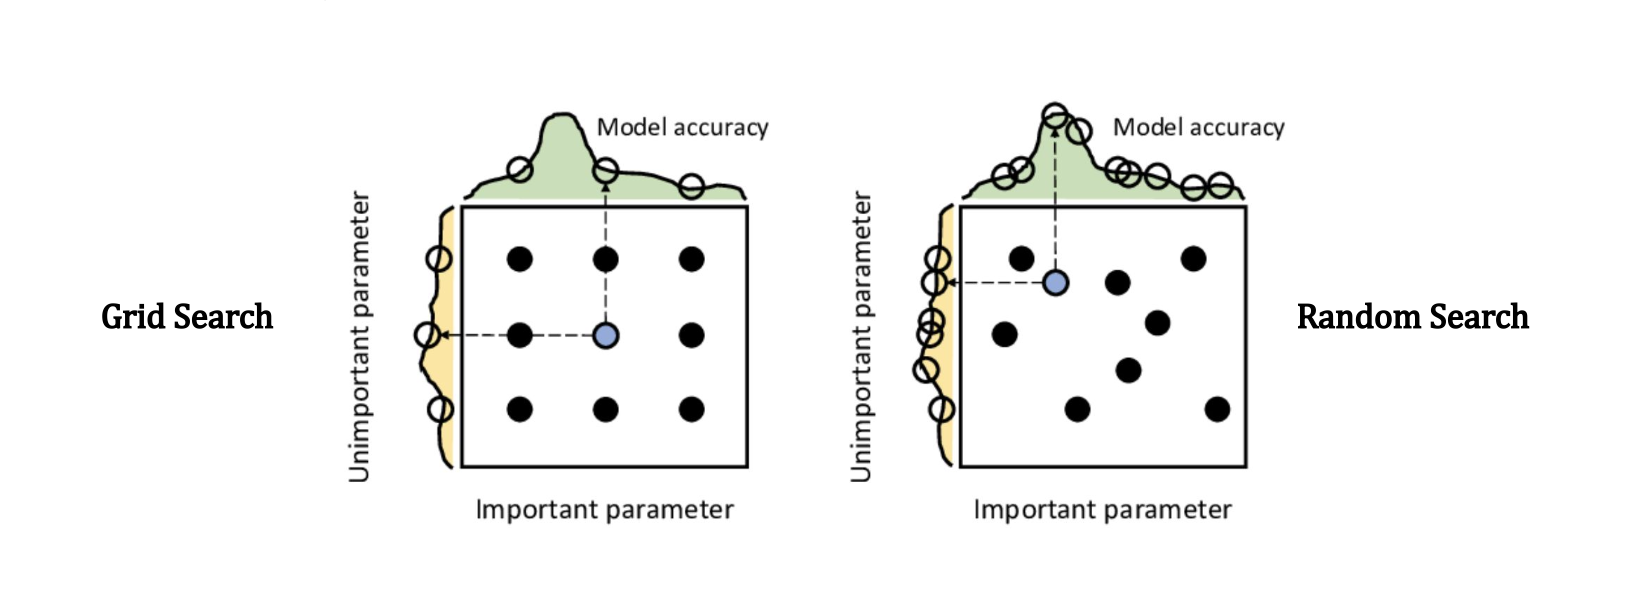 Grid Search
Model accuracy
Unimportant parameter
Important parameter
Model accuracy
Unimportant parameter
Important parameter
Random Search